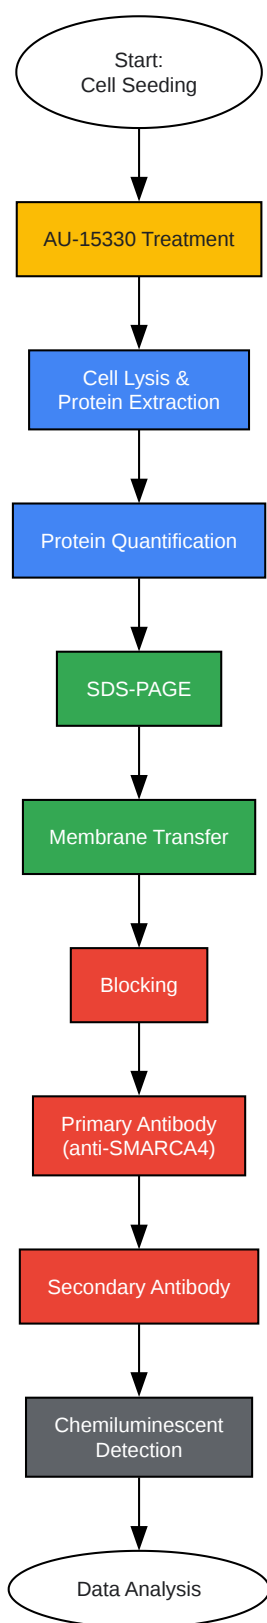 Start:
Cell Seeding
AU-15330 Treatment
Cell Lysis &
Protein Extraction
Protein Quantification
SDS-PAGE
Membrane Transfer
Blocking
Primary Antibody
(anti-SMARCA4)
Secondary Antibody
Chemiluminescent
Detection
Data Analysis